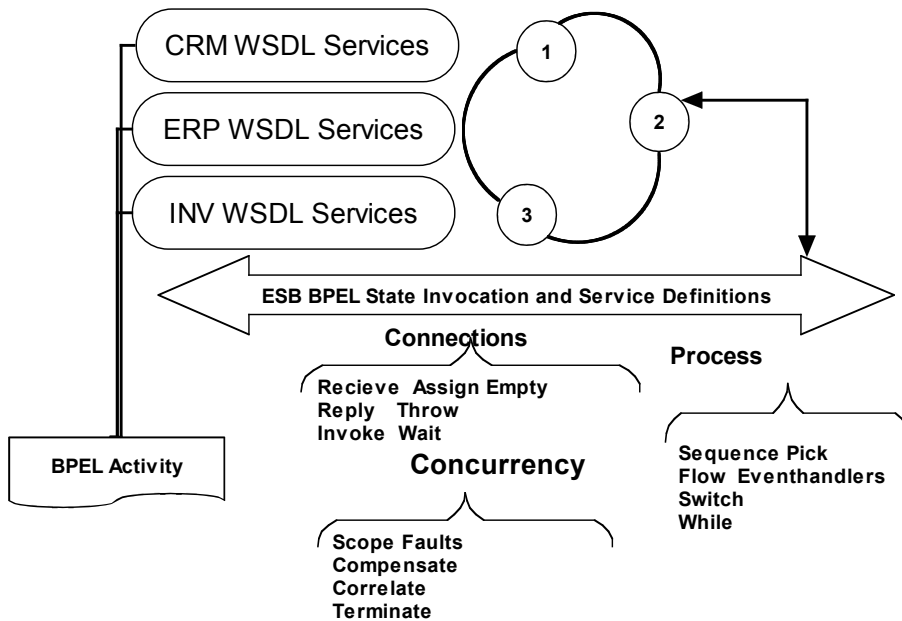 CRM WSDL Services
1
ERP WSDL Services
2
INV WSDL Services
3
ESB BPEL State Invocation and Service Definitions
Connections
Process
Recieve Assign Empty
Reply Throw
Invoke Wait
BPEL Activity
Concurrency
Sequence Pick
Flow Eventhandlers
Switch
While
Scope Faults
Compensate
Correlate
Terminate